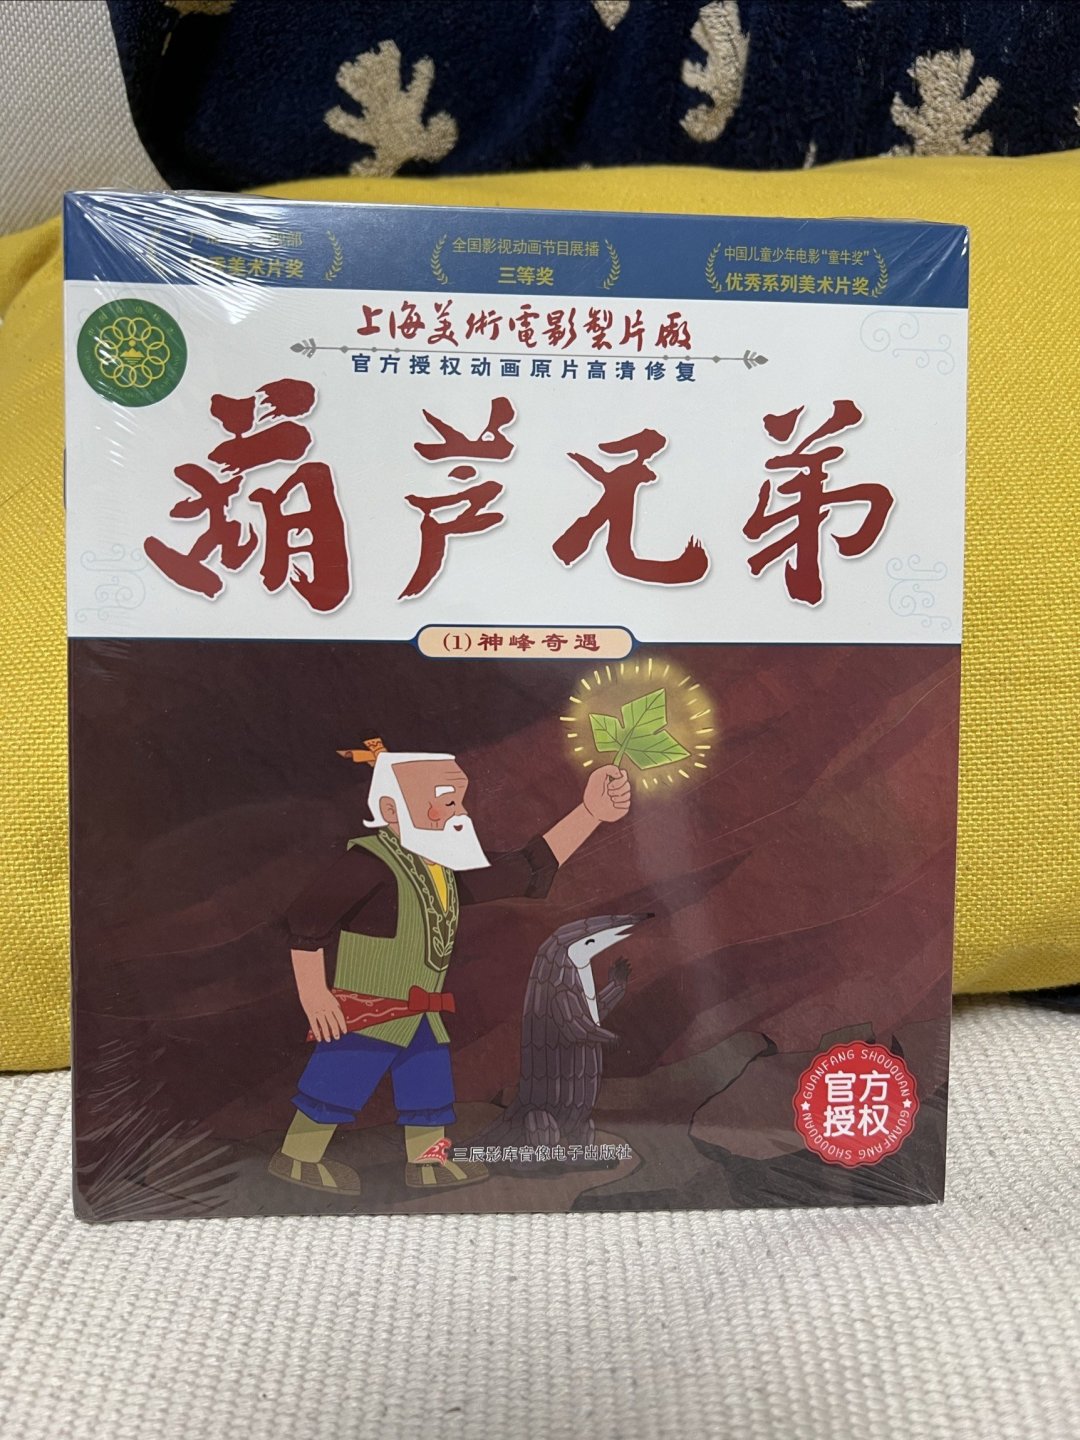 秀美术片奖
全国影视动画节目展播
三等奖
中国儿童少年电影“童牛奖”
优秀系列美术片奖
上海美術電影製片廠
官方授权动画原片高清修复
葫芦兄弟
(1)神峰奇遇
GUANFANG SHOUQUAN
官方
授权
GUANFANG SHOUQUAN
三辰影库音像电子出版社